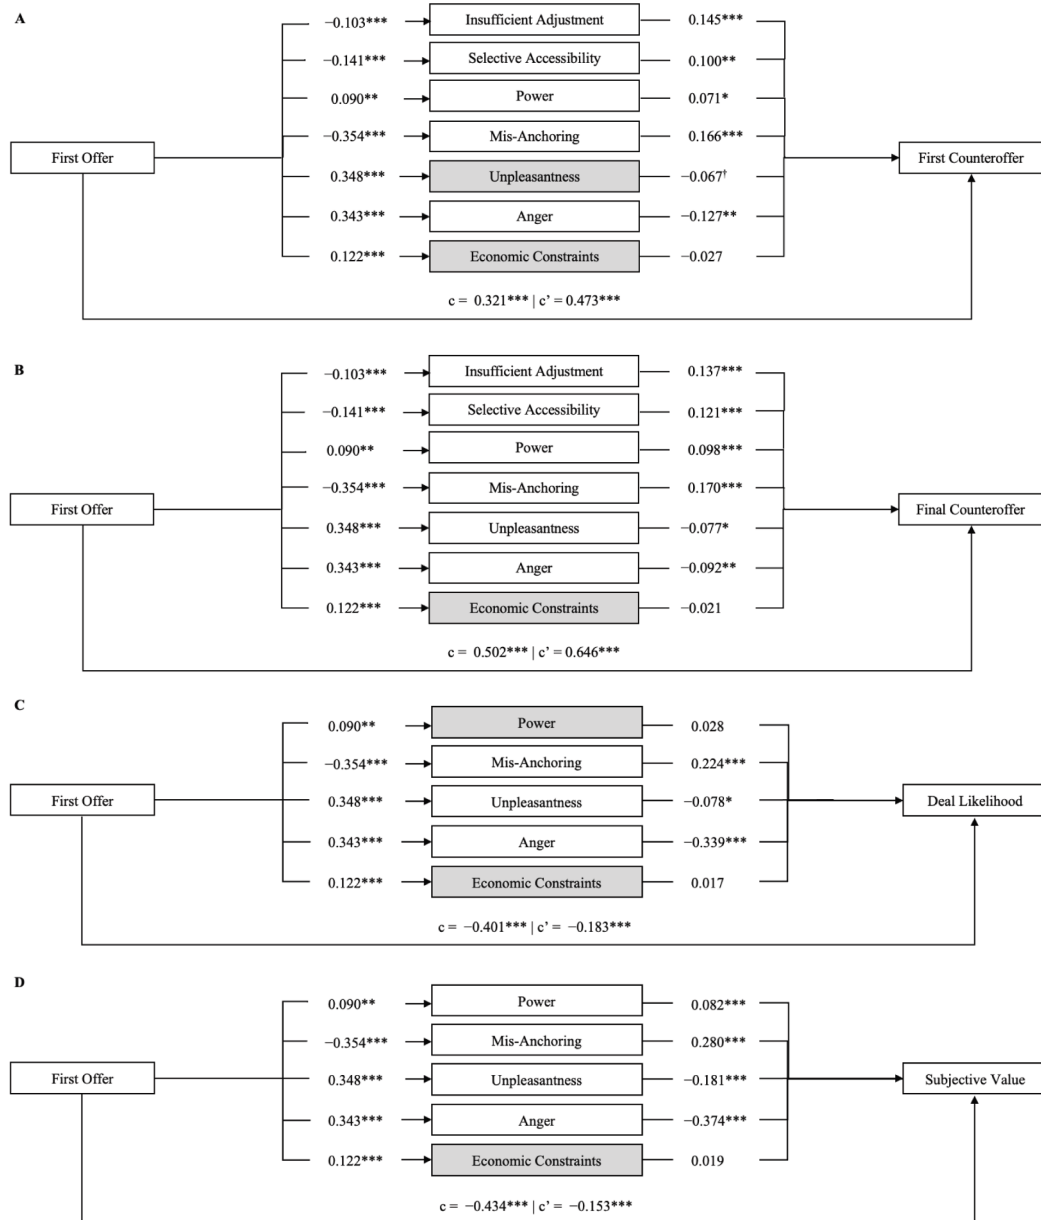 A
−0.103*** Insufficient Adjustment 0.145***
−0.141*** Selective Accessibility 0.100**
0.090** Power 0.071*
−0.354*** Mis-Anchoring 0.166***
First Offer First Counteroffer
0.348*** Unpleasantness −0.067†
0.343*** Anger −0.127**
0.122*** Economic Constraints −0.027
c = 0.321*** | c’ = 0.473***
B
−0.103*** Insufficient Adjustment 0.137***
−0.141*** Selective Accessibility 0.121***
0.090** Power 0.098***
−0.354*** Mis-Anchoring 0.170***
First Offer Final Counteroffer
0.348*** Unpleasantness −0.077*
0.343*** Anger −0.092**
0.122*** Economic Constraints −0.021
c = 0.502*** | c’ = 0.646***
C
0.090** Power 0.028
−0.354*** Mis-Anchoring 0.224***
First Offer 0.348*** Unpleasantness −0.078* Deal Likelihood
0.343*** Anger −0.339***
0.122*** Economic Constraints 0.017
c = −0.401*** | c’ = −0.183***
D
0.090** Power 0.082***
−0.354*** Mis-Anchoring 0.280***
First Offer 0.348*** Unpleasantness −0.181*** Subjective Value
0.343*** Anger −0.374***
0.122*** Economic Constraints 0.019
c = −0.434*** | c’ = −0.153***